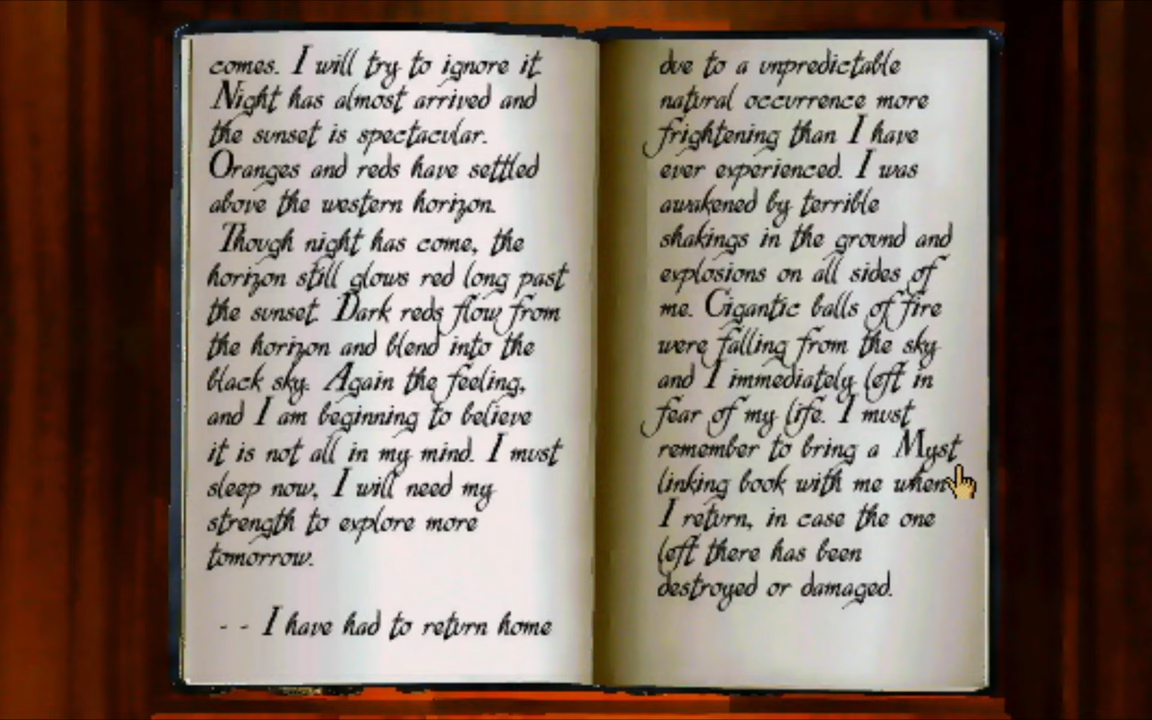 comes. I will try to ignore it.
Night has almost arrived and
the sunset is spectacular.
Oranges and reds have settled
above the western horizon.
Though night has come, the
horizon still glows red long past
the sunset. Dark reds flow from
the horizon and blend into the
black sky. Again the feeling,
and I am beginning to believe
it is not all in my mind. I must
sleep now, I will need my
strength to explore more
tomorrow.
- - I have had to return home
due to a unpredictable
natural occurrence more
frightening than I have
ever experienced. I was
awakened by terrible
shakings in the ground and
explosions on all sides of
me. Gigantic balls of fire
were falling from the sky
and I immediately left in
fear of my life. I must
remember to bring a Myst
linking book with me when
I return, in case the one
left there has been
destroyed or damaged.